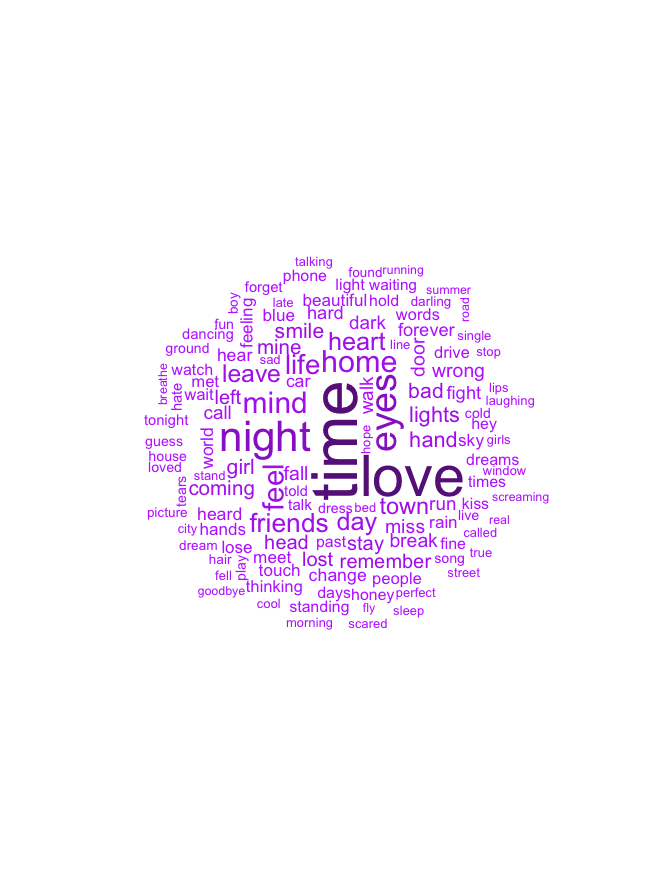 talking
phone
found
running
forget
light
waiting
summer
boy
late
beautiful
hold
darling
road
feeling
blue
hard
words
fun
dancing
smile
dark
forever
single
ground
hear
mine
heart
line
door
drive
stop
sad
breathe
watch
leave
life
home
wrong
hate
met
car
walk
eyes
bad
fight
lips
laughing
wait
left
mind
time
lights
cold
hey
tonight
call
guess
world
night
hope
hand
sky
girls
house
loved
girl
feel
fall
love
dreams
window
times
stand
tears
coming
told
screaming
picture
heard
talk
dress
bed
town
run
kiss
live
real
city
hands
friends
day
miss
rain
called
dream
lose
head
past
stay
break
fine
true
hair
play
meet
lost
remember
song
street
fell
touch
change
people
goodbye
thinking
days
honey
perfect
cool
standing
fly
sleep
morning
scared